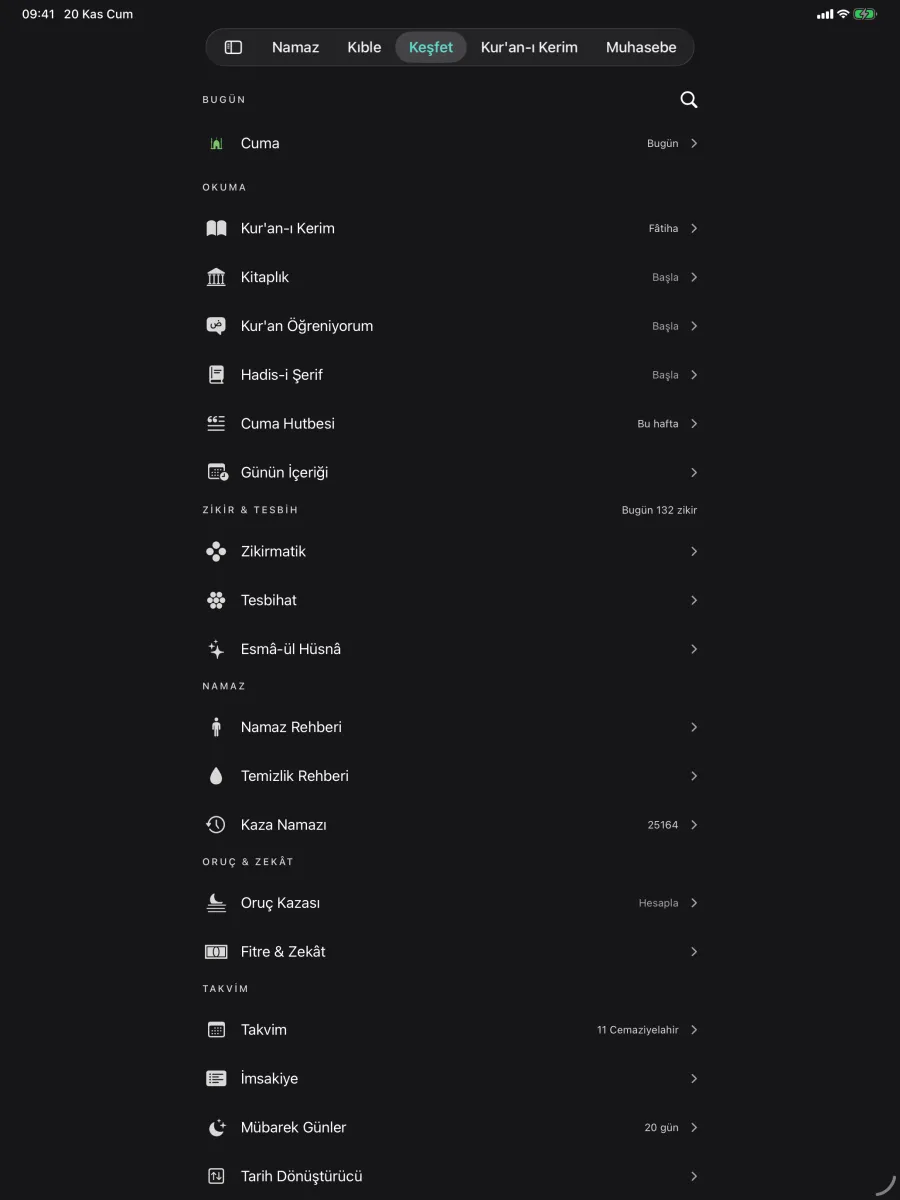 09:41 20 Kas Cum
Namaz Kıble Keşfet Kur'an-ı Kerim Muhasebe
BUGÜN
Cuma Bugün
OKUMA
Kur'an-ı Kerim Fâtiha
Kitaplık Başla
ض Kur'an Öğreniyorum Başla
Hadis-i Şerif Başla
Cuma Hutbesi Bu hafta
Günün İçeriği
ZİKİR & TESBİH Bugün 132 zikir
Zikirmatik
Tesbihat
Esmâ-ül Hüsnâ
NAMAZ
Namaz Rehberi
Temizlik Rehberi
Kaza Namazı 25164
ORUÇ & ZEKÂT
Oruç Kazası Hesapla
Fitre & Zekât
TAKVİM
Takvim 11 Cemaziyelahir
İmsakiye
Mübarek Günler 20 gün
Tarih Dönüştürücü